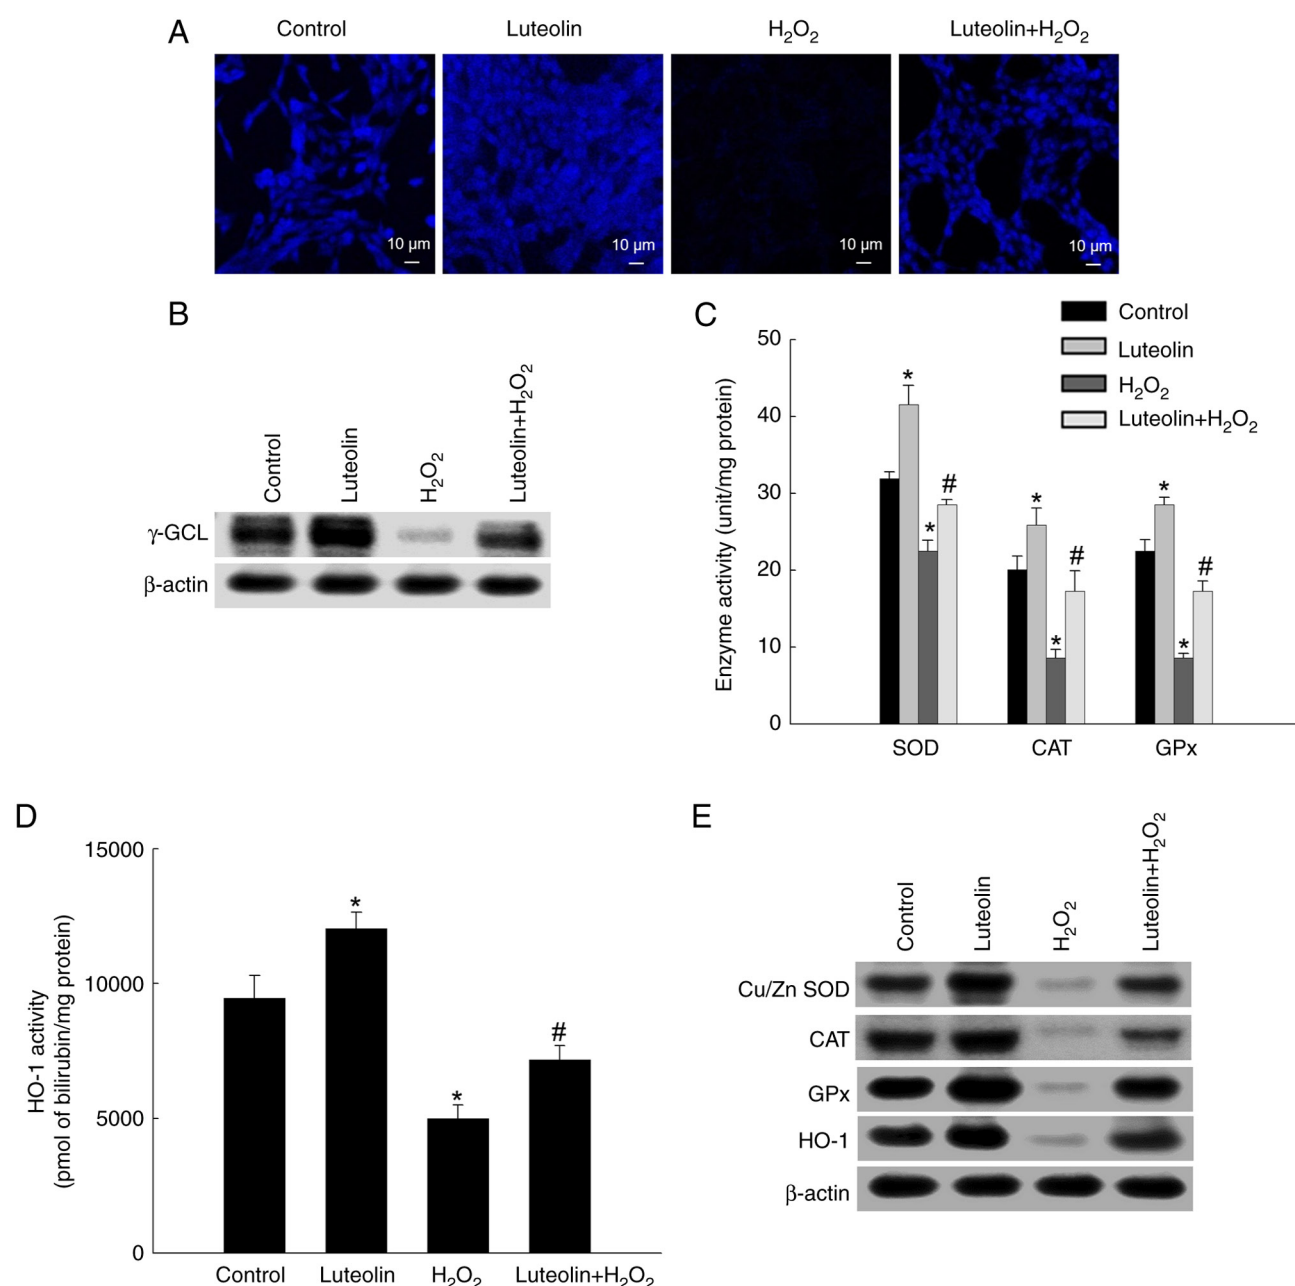 A
Control
Luteolin
H₂O₂
Luteolin+H₂O₂
10 µm
10 µm
10 µm
10 µm
B
Control
Luteolin
H₂O₂
Luteolin+H₂O₂
γ-GCL
β-actin
C
Control
Luteolin
H₂O₂
Luteolin+H₂O₂
Enzyme activity (unit/mg protein)
50
40
30
20
10
0
*
*
#
*
*
#
*
*
#
SOD
CAT
GPx
D
HO-1 activity
(pmol of bilirubin/mg protein)
15000
10000
5000
0
*
*
#
Control
Luteolin
H₂O₂
Luteolin+H₂O₂
E
Control
Luteolin
H₂O₂
Luteolin+H₂O₂
Cu/Zn SOD
CAT
GPx
HO-1
β-actin